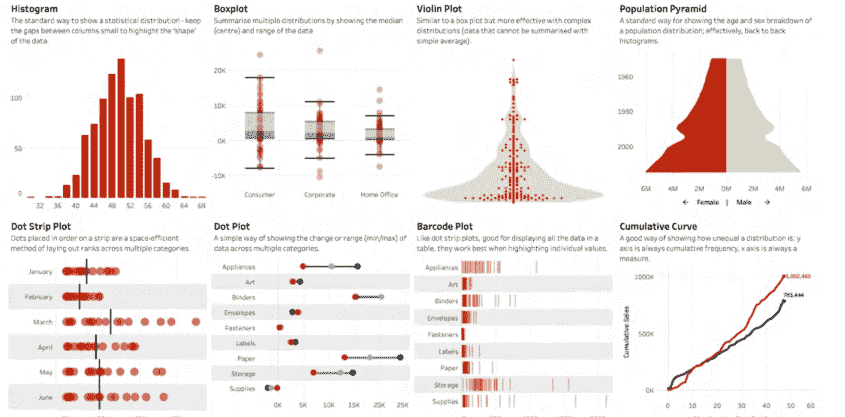 Histogram
The standard way to show a statistical distribution - keep
the gaps between columns small to highlight the 'shape'
of the data.
100
50
0
32 36 40 44 48 52 56 60 64 68
Boxplot
Summarise multiple distributions by showing the median
(centre) and range of the data
20K
10K
0K
-10K
Consumer Corporate Home Office
Violin Plot
Similar to a box plot but more effective with complex
distributions (data that cannot be summarised with
simple average).
Population Pyramid
A standard way for showing the age and sex breakdown of
a population distribution; effectively, back to back
histograms.
1960
1980
2000
6M 4M 2M 0M 2M 4M 6M
← Female | Male →
Dot Strip Plot
Dots placed in order on a strip are a space-efficient
method of laying out ranks across multiple categories.
January
February
March
April
May
June
Dot Plot
A simple way of showing the change or range (min/max) of
data across multiple categories.
Appliances
Art
Binders
Envelopes
Fasteners
Labels
Paper
Storage
Supplies
0K 5K 10K 15K 20K 25K
Barcode Plot
Like dot strip plots, good for displaying all the data in a
table, they work best when highlighting individual values.
Appliances
Art
Binders
Envelopes
Fasteners
Labels
Paper
Storage
Supplies
Cumulative Curve
A good way of showing how unequal a distribution is: y
axis is always cumulative frequency, x axis is always a
measure.
Cumulative Sales
1000K
500K
0K
0 10 20 30 40 50 60